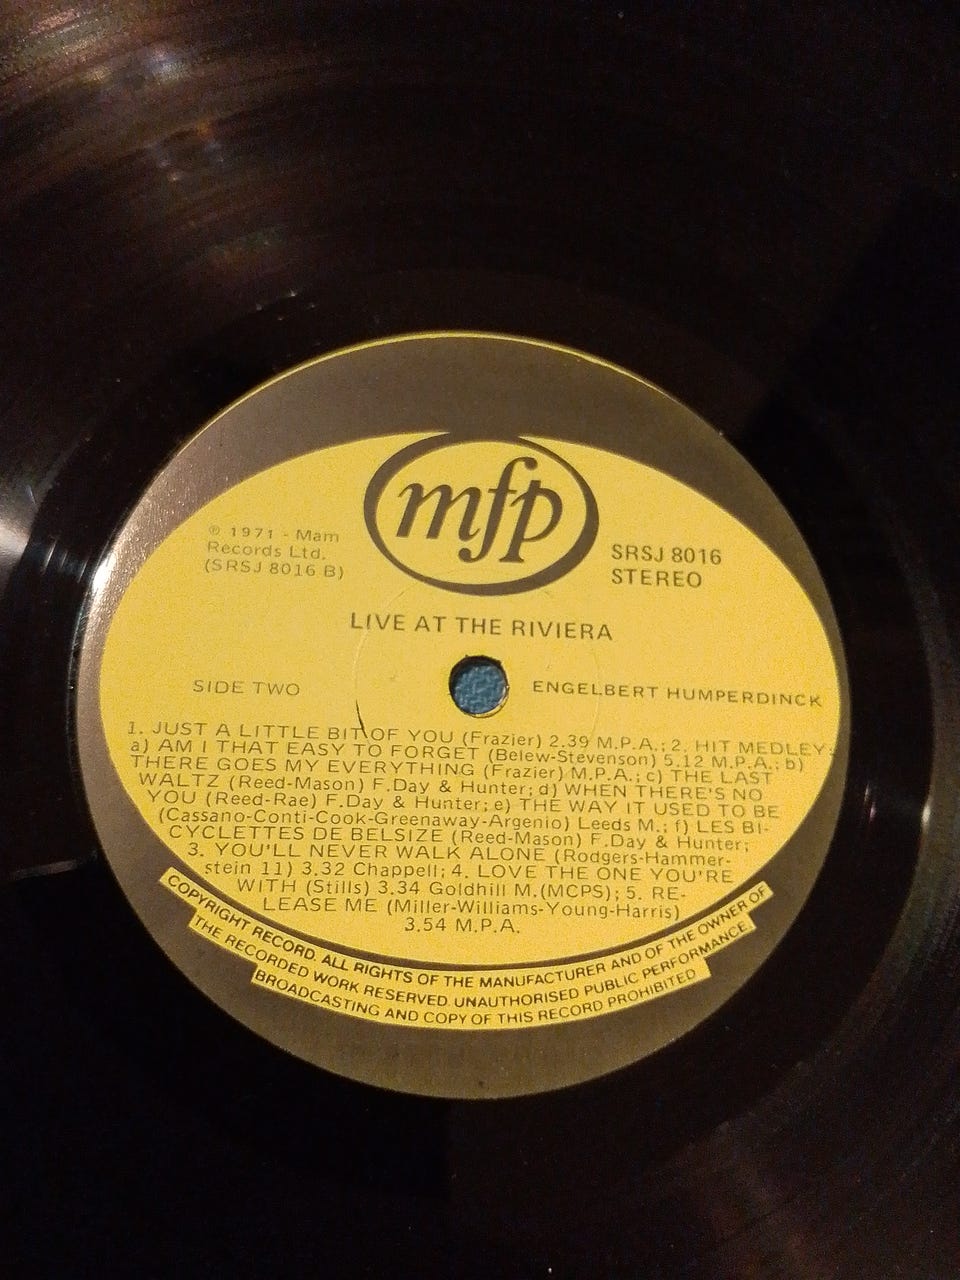 mfp
℗ 1971 - Mam
Records Ltd.
(SRSJ 8016 B)
SRSJ 8016
STEREO
LIVE AT THE RIVIERA
SIDE TWO
ENGELBERT HUMPERDINCK
1. JUST A LITTLE BIT OF YOU (Frazier) 2.39 M.P.A.; 2. HIT MEDLEY:
a) AM I THAT EASY TO FORGET (Belew-Stevenson) 5.12 M.P.A.; b)
THERE GOES MY EVERYTHING (Frazier) M.P.A.; c) THE LAST
WALTZ (Reed-Mason) F.Day & Hunter; d) WHEN THERE'S NO
YOU (Reed-Rae) F.Day & Hunter; e) THE WAY IT USED TO BE
(Cassano-Conti-Cook-Greenaway-Argenio) Leeds M.; f) LES BI-
CYCLETTES DE BELSIZE (Reed-Mason) F.Day & Hunter;
3. YOU'LL NEVER WALK ALONE (Rodgers-Hammer-
stein 11) 3.32 Chappell; 4. LOVE THE ONE YOU'RE
WITH (Stills) 3.34 Goldhill M.(MCPS); 5. RE-
LEASE ME (Miller-Williams-Young-Harris)
3.54 M.P.A.
COPYRIGHT RECORD. ALL RIGHTS OF THE MANUFACTURER AND OF THE OWNER OF
THE RECORDED WORK RESERVED. UNAUTHORISED PUBLIC PERFORMANCE.
BROADCASTING AND COPY OF THIS RECORD PROHIBITED